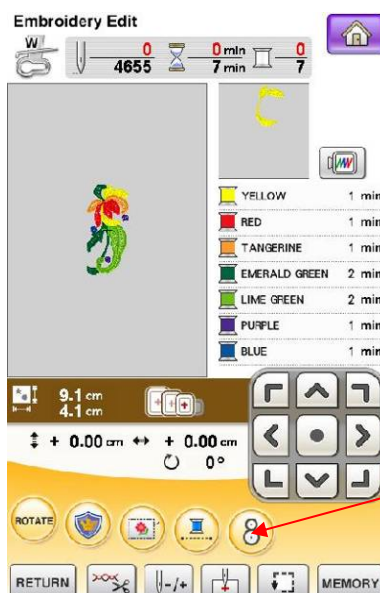 Embroidery Edit
W
0
4655
0 min
7 min
0
7
YELLOW 1 min
RED 1 min
TANGERINE 1 min
EMERALD GREEN 2 min
LIME GREEN 2 min
PURPLE 1 min
BLUE 1 min
9.1 cm
4.1 cm
+ 0.00 cm + 0.00 cm
0°
ROTATE
RETURN
-/+
MEMORY